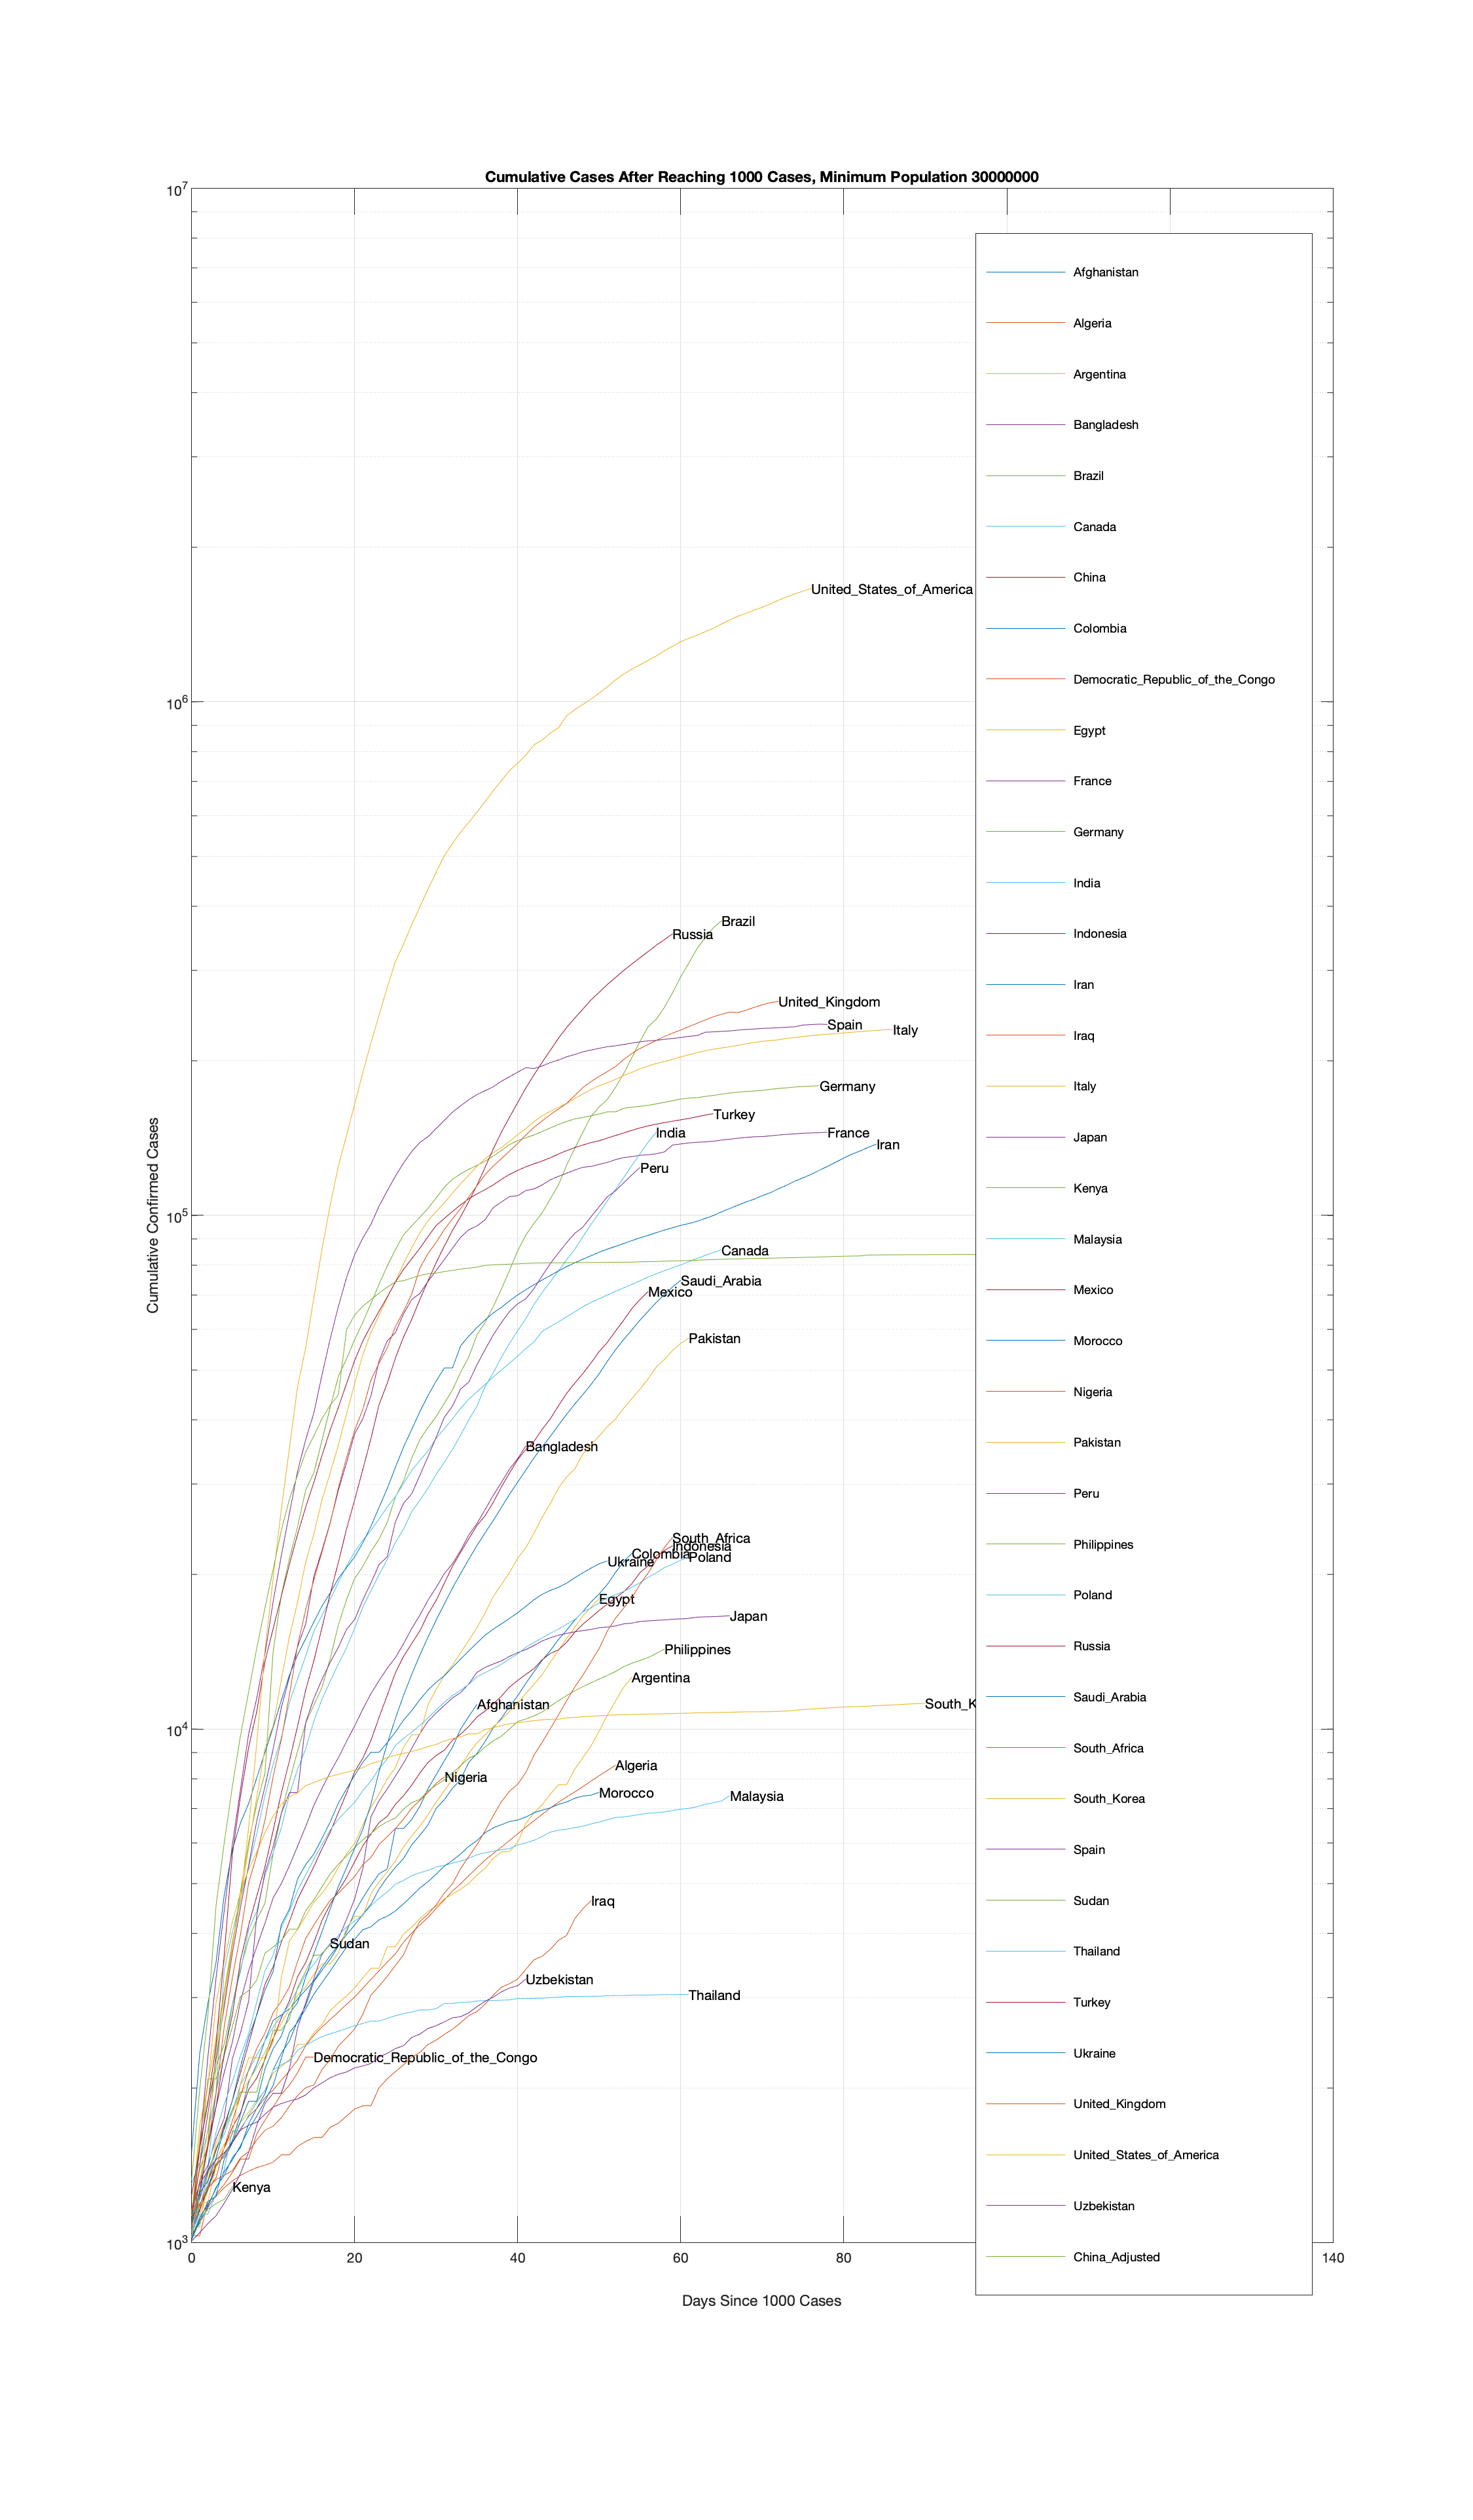 Cumulative Cases After Reaching 1000 Cases, Minimum Population 30000000
10^7
10^6
10^5
10^4
10^3
Cumulative Confirmed Cases
United_States_of_America
Brazil
Russia
United_Kingdom
Spain
Italy
Germany
Turkey
India
France
Iran
Peru
Canada
Saudi_Arabia
Mexico
Pakistan
Bangladesh
South_Africa
Indonesia
Colombia
Poland
Ukraine
Egypt
Japan
Philippines
Argentina
Afghanistan
South_K
Algeria
Nigeria
Morocco
Malaysia
Iraq
Sudan
Uzbekistan
Thailand
Democratic_Republic_of_the_Congo
Kenya
0 20 40 60 80 140
Days Since 1000 Cases
Afghanistan
Algeria
Argentina
Bangladesh
Brazil
Canada
China
Colombia
Democratic_Republic_of_the_Congo
Egypt
France
Germany
India
Indonesia
Iran
Iraq
Italy
Japan
Kenya
Malaysia
Mexico
Morocco
Nigeria
Pakistan
Peru
Philippines
Poland
Russia
Saudi_Arabia
South_Africa
South_Korea
Spain
Sudan
Thailand
Turkey
Ukraine
United_Kingdom
United_States_of_America
Uzbekistan
China_Adjusted